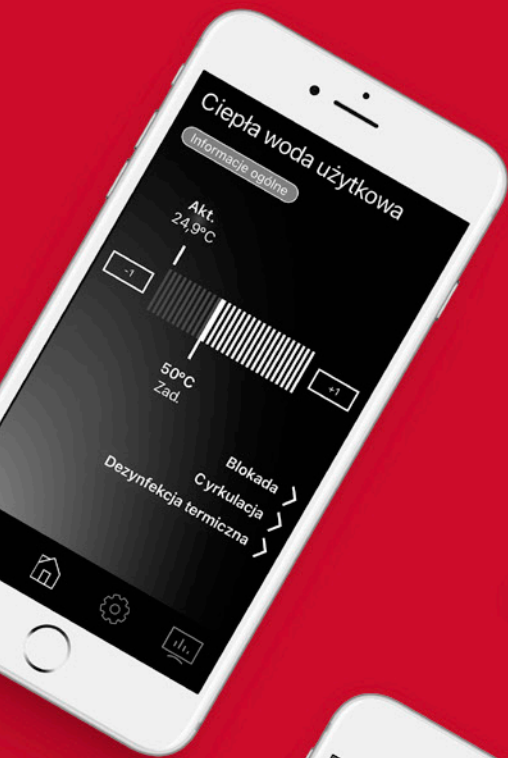 Ciepła woda użytkowa
Informacje ogólne
Akt.
24,9°C
-1
+1
50°C
Zad.
Blokada
Cyrkulacja
Dezynfekcja termiczna